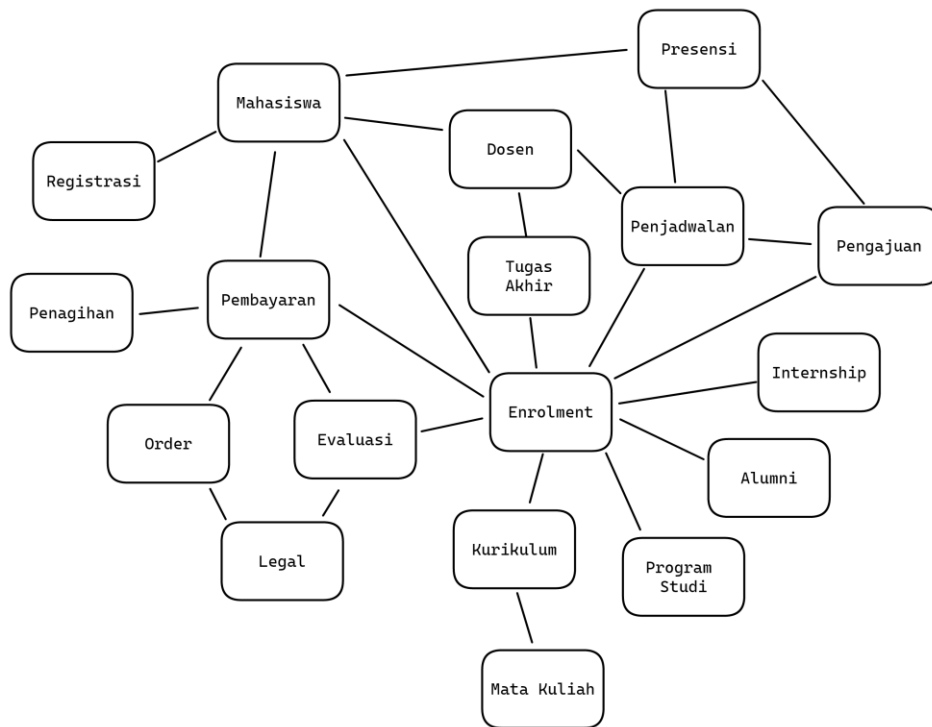 Presensi
Mahasiswa
Dosen
Registrasi
Penjadwalan
Pengajuan
Tugas
Akhir
Penagihan
Pembayaran
Internship
Enrolment
Order
Evaluasi
Alumni
Legal
Kurikulum
Program
Studi
Mata Kuliah